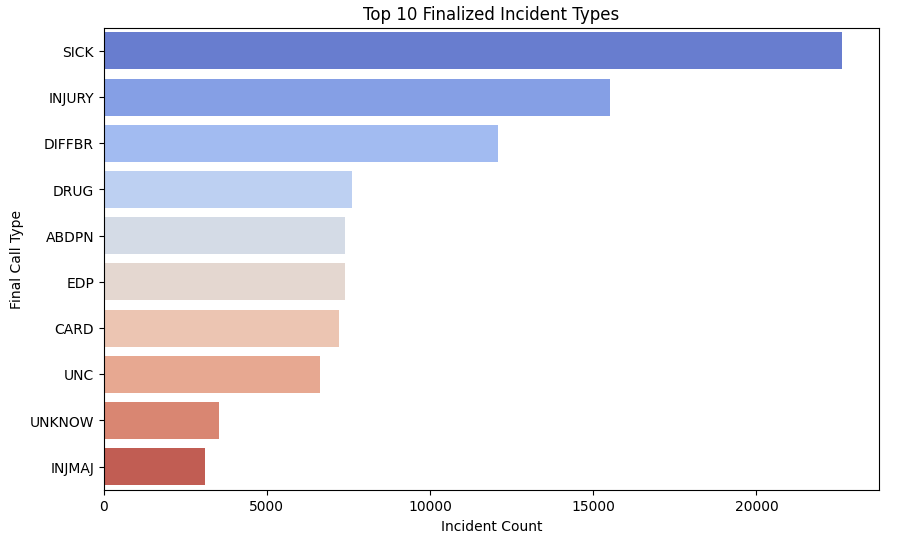 Top 10 Finalized Incident Types
Final Call Type
SICK
INJURY
DIFFBR
DRUG
ABDPN
EDP
CARD
UNC
UNKNOW
INJMAJ
0 5000 10000 15000 20000
Incident Count